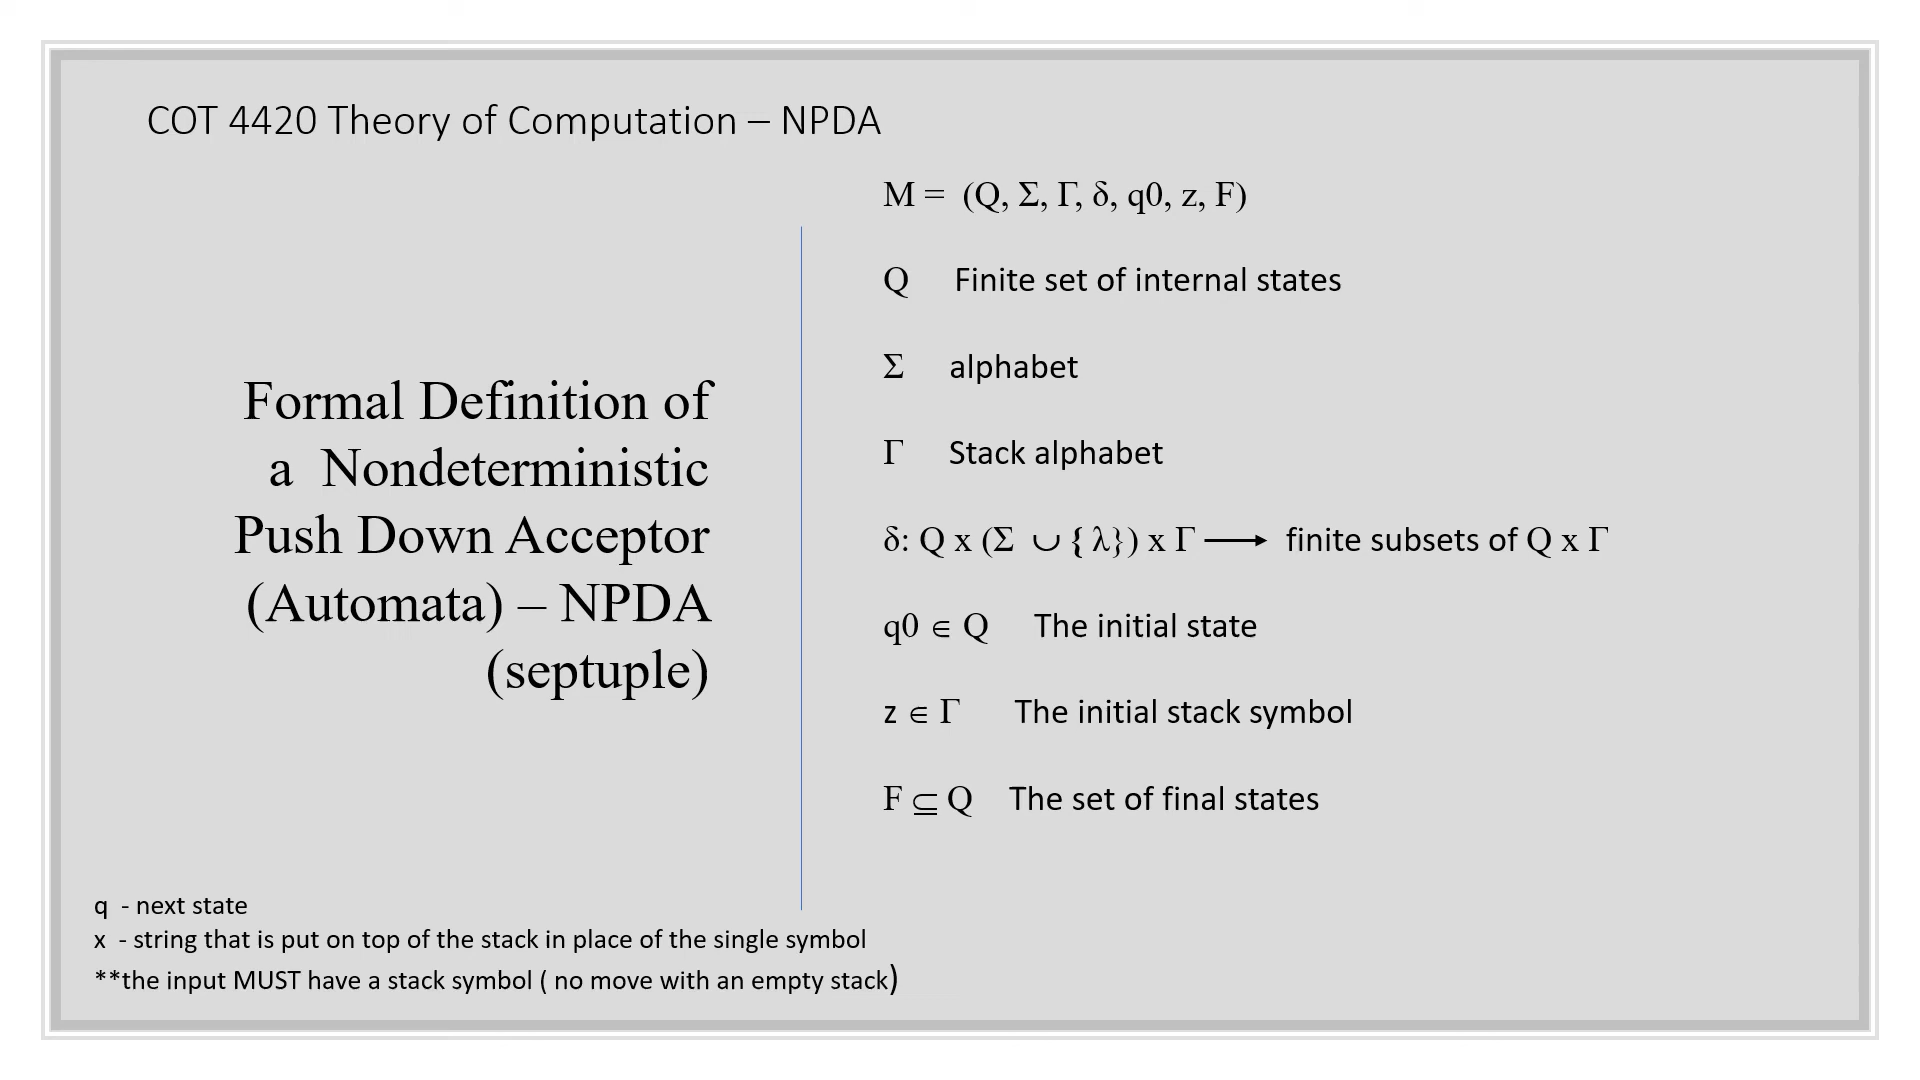 COT 4420 Theory of Computation – NPDA
Formal Definition of
a Nondeterministic
Push Down Acceptor
(Automata) – NPDA
(septuple)
M = (Q, Σ, Γ, δ, q0, z, F)
Q Finite set of internal states
Σ alphabet
Γ Stack alphabet
δ: Q x (Σ ∪ { λ}) x Γ ⟶ finite subsets of Q x Γ
q0 ∈ Q The initial state
z ∈ Γ The initial stack symbol
F ⊆ Q The set of final states
q - next state
x - string that is put on top of the stack in place of the single symbol
**the input MUST have a stack symbol ( no move with an empty stack)